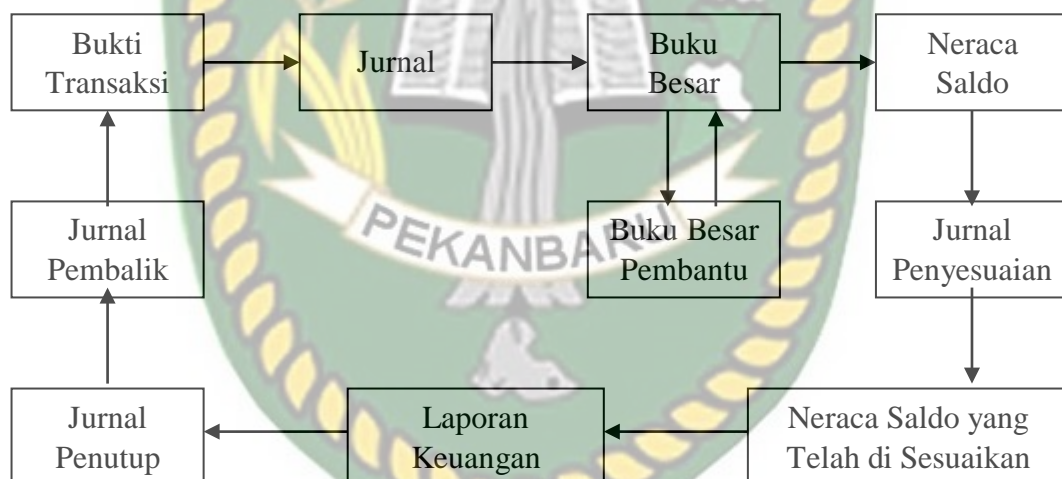 Bukti
Transaksi
Jurnal
Buku
Besar
Neraca
Saldo
Jurnal
Pembalik
PEKANBARU
Buku Besar
Pembantu
Jurnal
Penyesuaian
Jurnal
Penutup
Laporan
Keuangan
Neraca Saldo yang
Telah di Sesuaikan